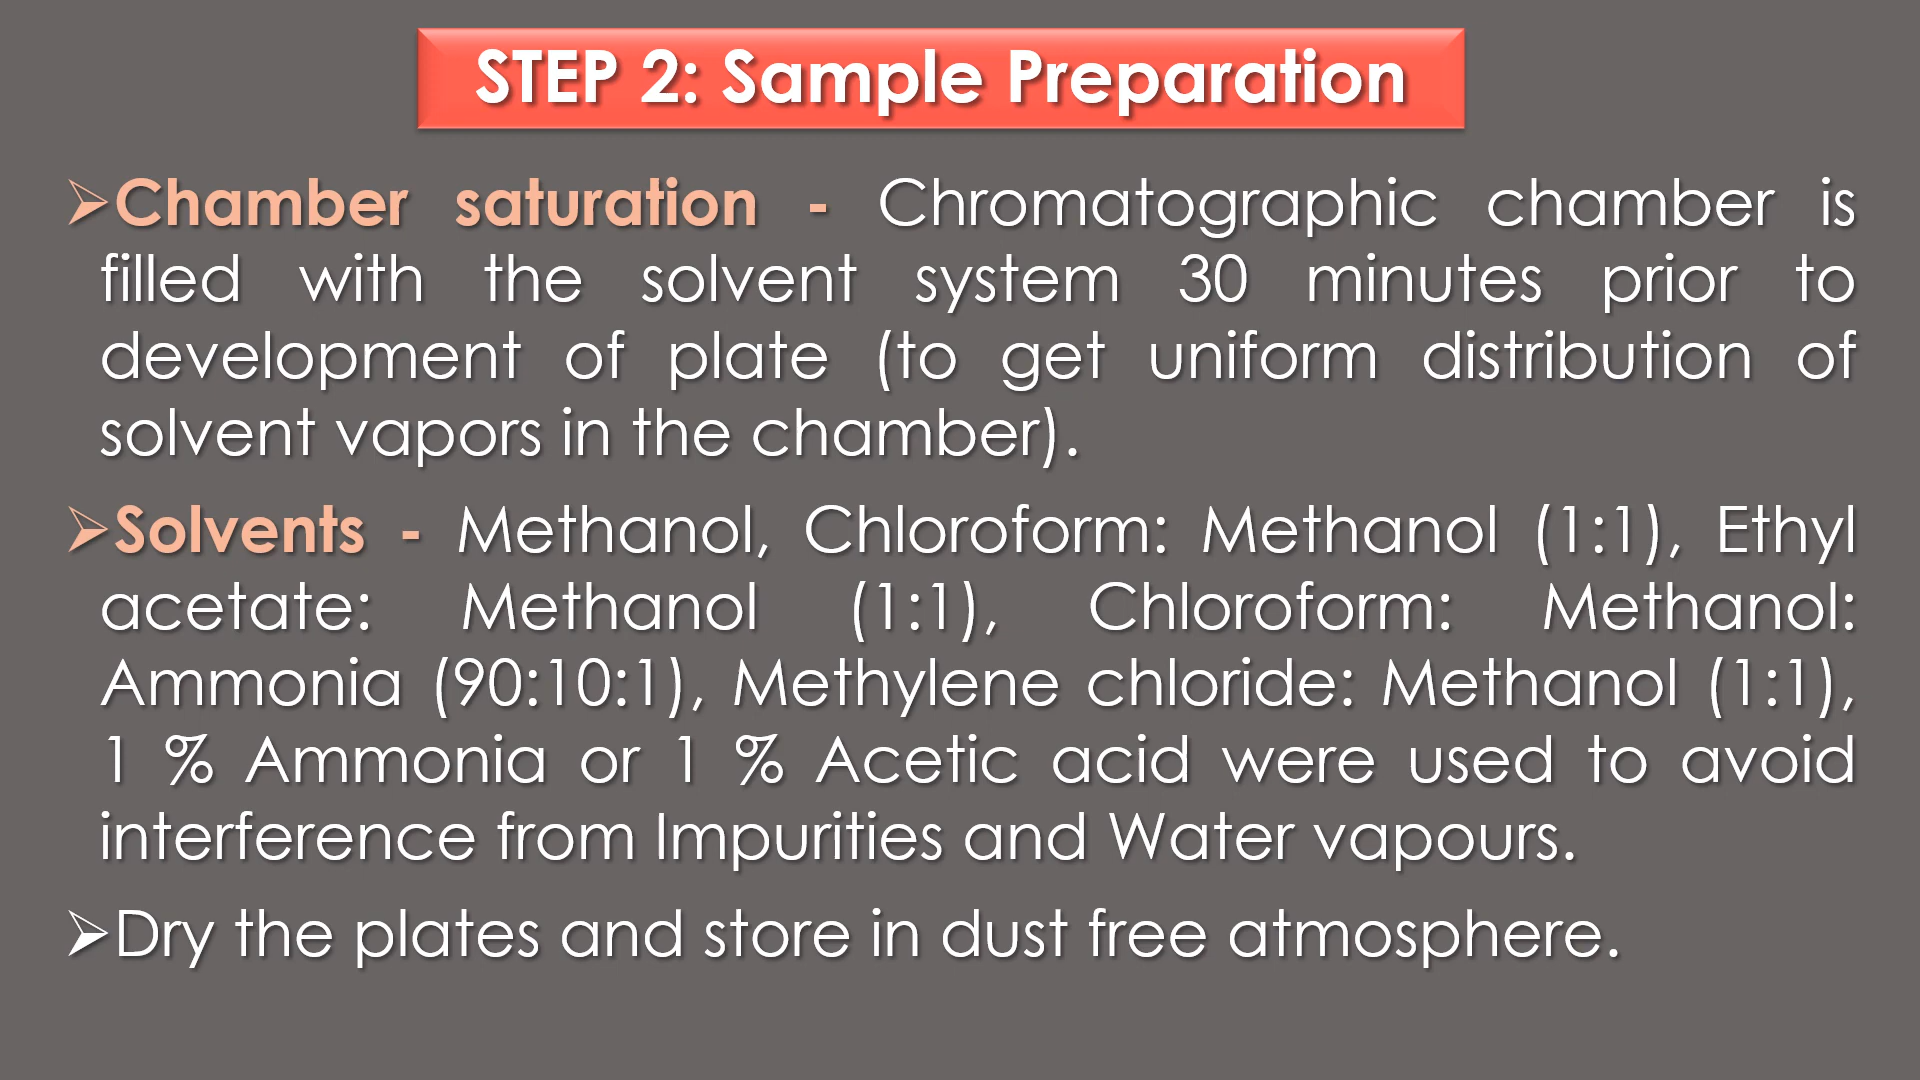 STEP 2: Sample Preparation
➢Chamber saturation - Chromatographic chamber is
filled with the solvent system 30 minutes prior to
development of plate (to get uniform distribution of
solvent vapors in the chamber).
➢Solvents - Methanol, Chloroform: Methanol (1:1), Ethyl
acetate: Methanol (1:1), Chloroform: Methanol:
Ammonia (90:10:1), Methylene chloride: Methanol (1:1),
1 % Ammonia or 1 % Acetic acid were used to avoid
interference from Impurities and Water vapours.
➢Dry the plates and store in dust free atmosphere.